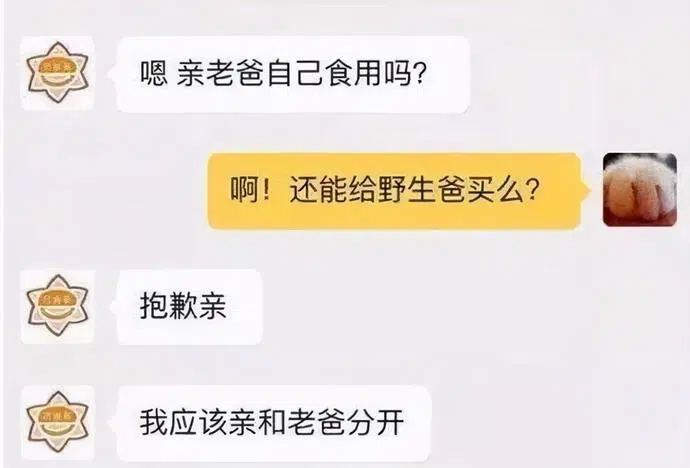 嗯 亲老爸自己食用吗?
啊！还能给野生爸买么?
抱歉亲
我应该亲和老爸分开